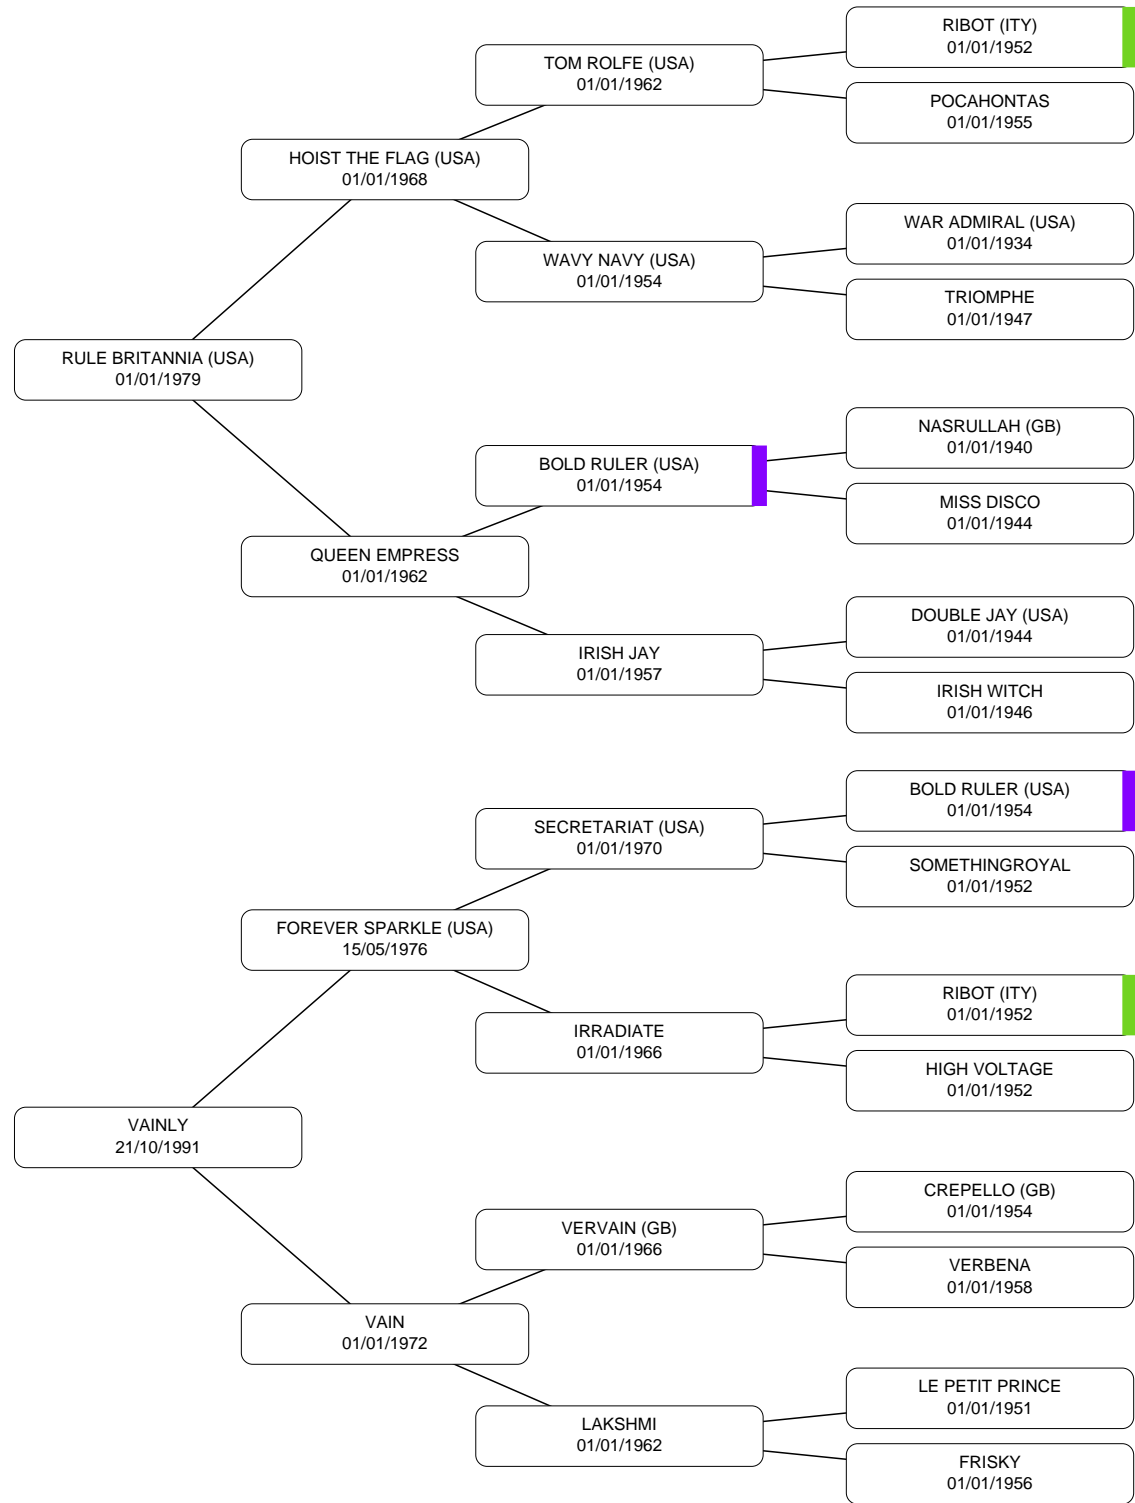 RIBOT (ITY)
01/01/1952
TOM ROLFE (USA)
01/01/1962
POCAHONTAS
01/01/1955
HOIST THE FLAG (USA)
01/01/1968
WAR ADMIRAL (USA)
01/01/1934
WAVY NAVY (USA)
01/01/1954
TRIOMPHE
01/01/1947
RULE BRITANNIA (USA)
01/01/1979
NASRULLAH (GB)
01/01/1940
BOLD RULER (USA)
01/01/1954
MISS DISCO
01/01/1944
QUEEN EMPRESS
01/01/1962
DOUBLE JAY (USA)
01/01/1944
IRISH JAY
01/01/1957
IRISH WITCH
01/01/1946
BOLD RULER (USA)
01/01/1954
SECRETARIAT (USA)
01/01/1970
SOMETHINGROYAL
01/01/1952
FOREVER SPARKLE (USA)
15/05/1976
RIBOT (ITY)
01/01/1952
IRRADIATE
01/01/1966
HIGH VOLTAGE
01/01/1952
VAINLY
21/10/1991
CREPELLO (GB)
01/01/1954
VERVAIN (GB)
01/01/1966
VERBENA
01/01/1958
VAIN
01/01/1972
LE PETIT PRINCE
01/01/1951
LAKSHMI
01/01/1962
FRISKY
01/01/1956